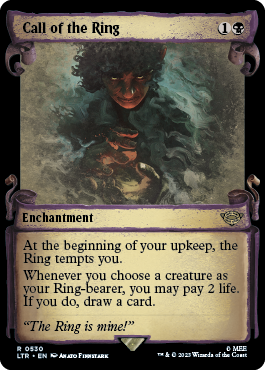 Call of the Ring 1
Enchantment
At the beginning of your upkeep, the
Ring tempts you.
Whenever you choose a creature as
your Ring-bearer, you may pay 2 life.
If you do, draw a card.
“The Ring is mine!”
R 0530
LTR • EN Anato Finnstark
© MEE
™ & © 2023 Wizards of the Coast